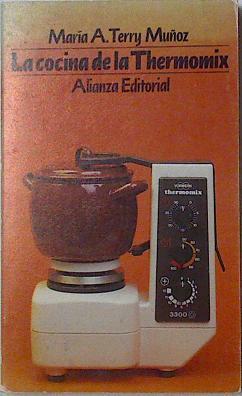 María A. Terry Muñoz
La cocina de la Thermomix
Alianza Editorial
VORWERK
thermomix
3300